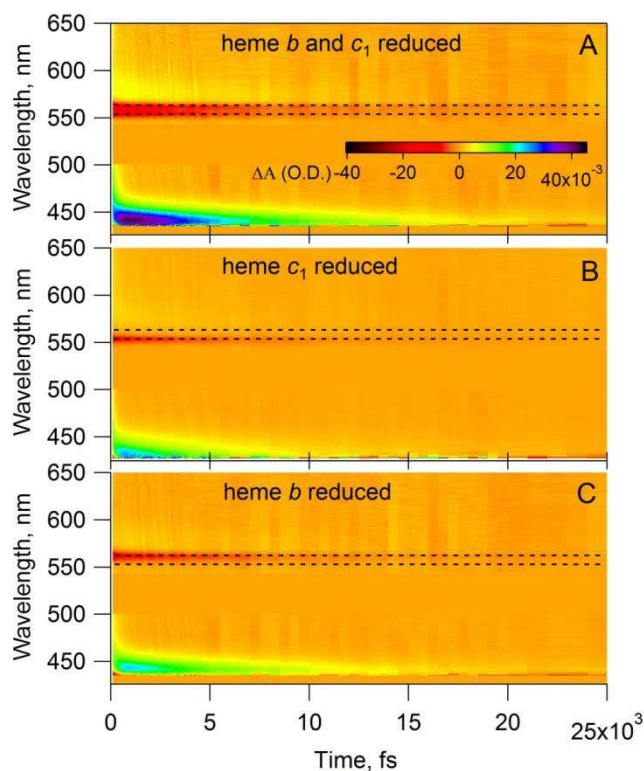 650
heme b and c₁ reduced
A
600
Wavelength, nm
550
500
ΔA (O.D.)
-40
-20
0
20
40x10⁻³
450
650
heme c₁ reduced
B
600
Wavelength, nm
550
500
450
650
heme b reduced
C
600
Wavelength, nm
550
500
450
0
5
10
15
20
25x10³
Time, fs